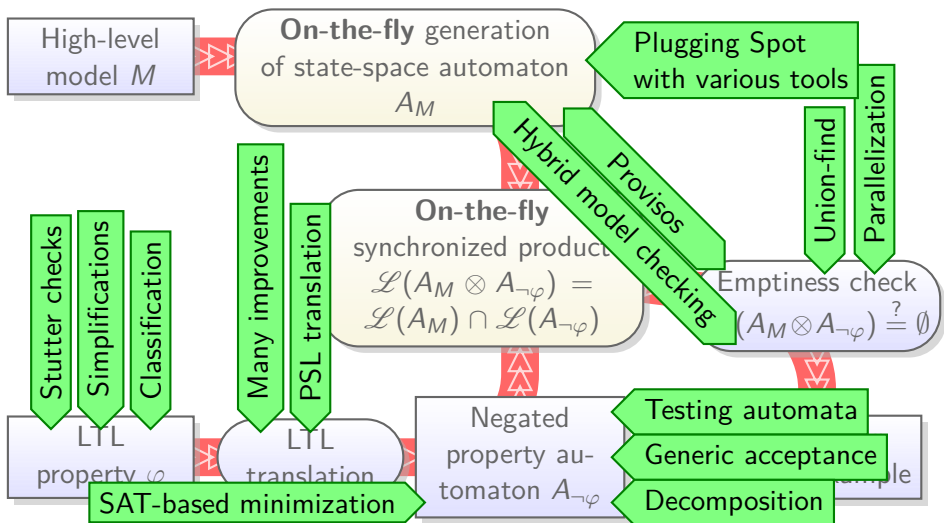 High-level
model M
On-the-fly generation
of state-space automaton
A_M
Plugging Spot
with various tools
Hybrid model checking
Provisos
Union-find
Parallelization
On-the-fly
synchronized product
ℒ(A_M ⊗ A_¬φ) =
ℒ(A_M) ∩ ℒ(A_¬φ)
Emptiness check
(A_M ⊗ A_¬φ) ≟ ∅
Stutter checks
Simplifications
Classification
Many improvements
PSL translation
LTL
property φ
LTL
translation
Negated
property au-
tomaton A_¬φ
Testing automata
Generic acceptance
Decomposition
SAT-based minimization